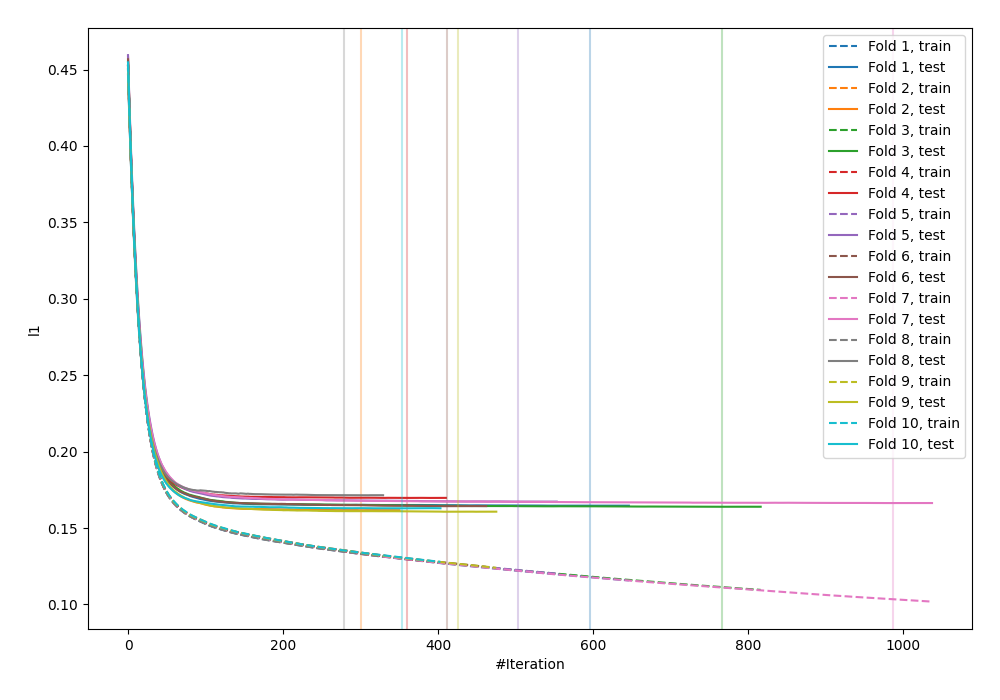 0.45
0.40
0.35
0.30
0.25
0.20
0.15
0.10
l1
0 200 400 600 800 1000
#Iteration
Fold 1, train
Fold 1, test
Fold 2, train
Fold 2, test
Fold 3, train
Fold 3, test
Fold 4, train
Fold 4, test
Fold 5, train
Fold 5, test
Fold 6, train
Fold 6, test
Fold 7, train
Fold 7, test
Fold 8, train
Fold 8, test
Fold 9, train
Fold 9, test
Fold 10, train
Fold 10, test